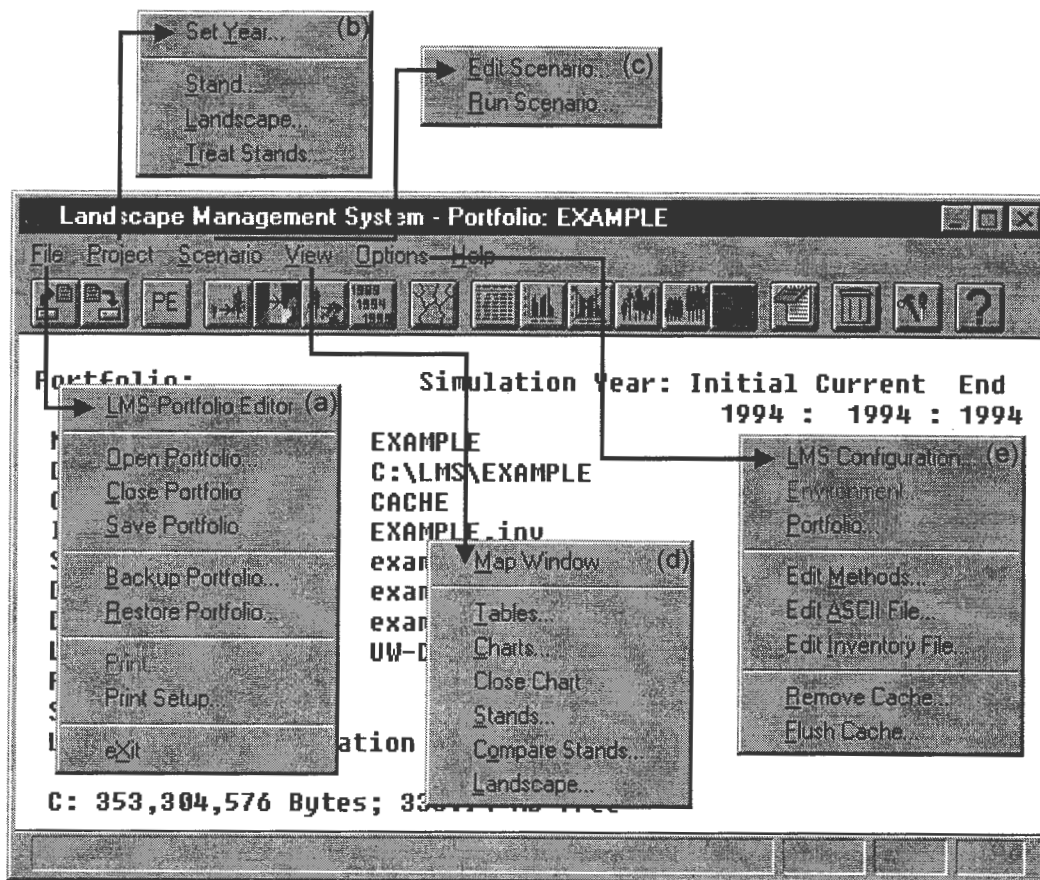 Set Year... (b)
Stand...
Landscape...
Treat Stands...
Edit Scenario... (c)
Run Scenario...
Landscape Management System - Portfolio: EXAMPLE
File Project Scenario View Options Help
PE
1994
?
Portfolio: Simulation Year: Initial Current End
1994 : 1994 : 1994
LMS Portfolio Editor (a)
Open Portfolio...
Close Portfolio
Save Portfolio
Backup Portfolio...
Restore Portfolio...
Print...
Print Setup...
eXit
EXAMPLE
C:\LMS\EXAMPLE
CACHE
EXAMPLE.inv
exam
exam
exam
UW-D
ation
Map Window (d)
Tables...
Charts...
Close Chart
Stands...
Compare Stands...
Landscape...
LMS Configuration... (e)
Environment...
Portfolio...
Edit Methods...
Edit ASCII File...
Edit Inventory File...
Remove Cache...
Flush Cache...
C: 353,304,576 Bytes;